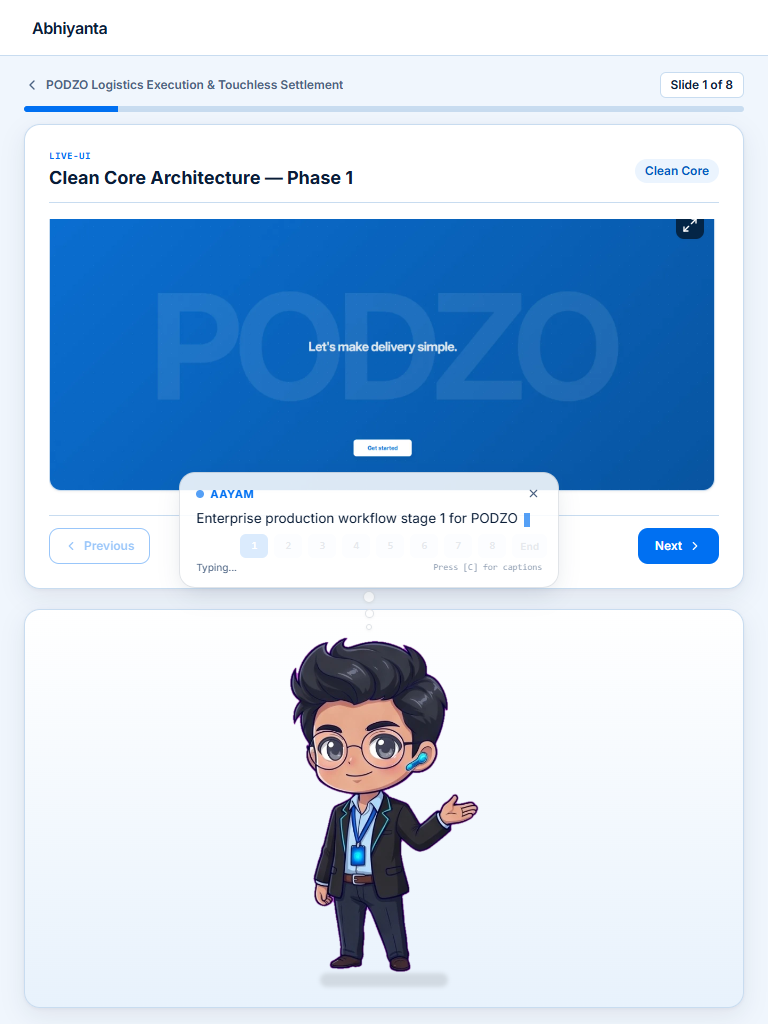 Abhiyanta
PODZO Logistics Execution & Touchless Settlement
Slide 1 of 8
LIVE-UI
Clean Core Architecture — Phase 1
Clean Core
PODZO
Let's make delivery simple.
Get started
AAYAM
Enterprise production workflow stage 1 for PODZO
Previous
1 2 3 4 5 6 7 8 End
Next
Typing...
Press [C] for captions